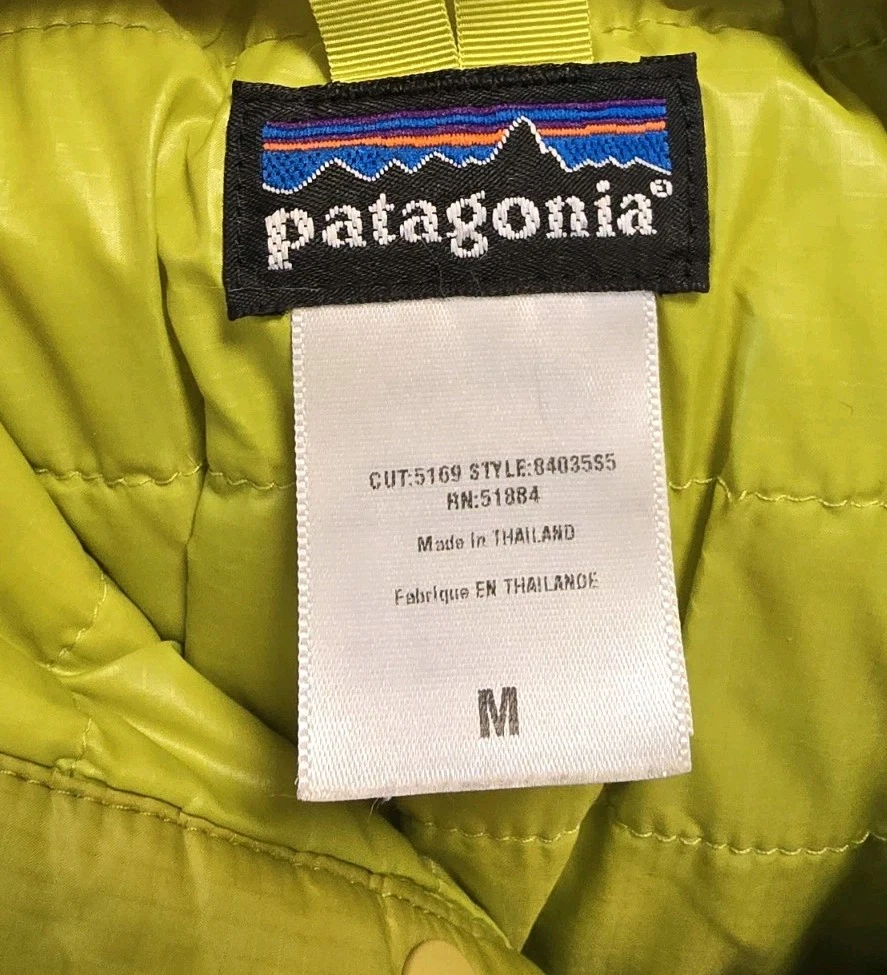 patagonia®
CUT:5169 STYLE:84035S5
RN:51884
Made in THAILAND
Fabrique EN THAILANDE
M